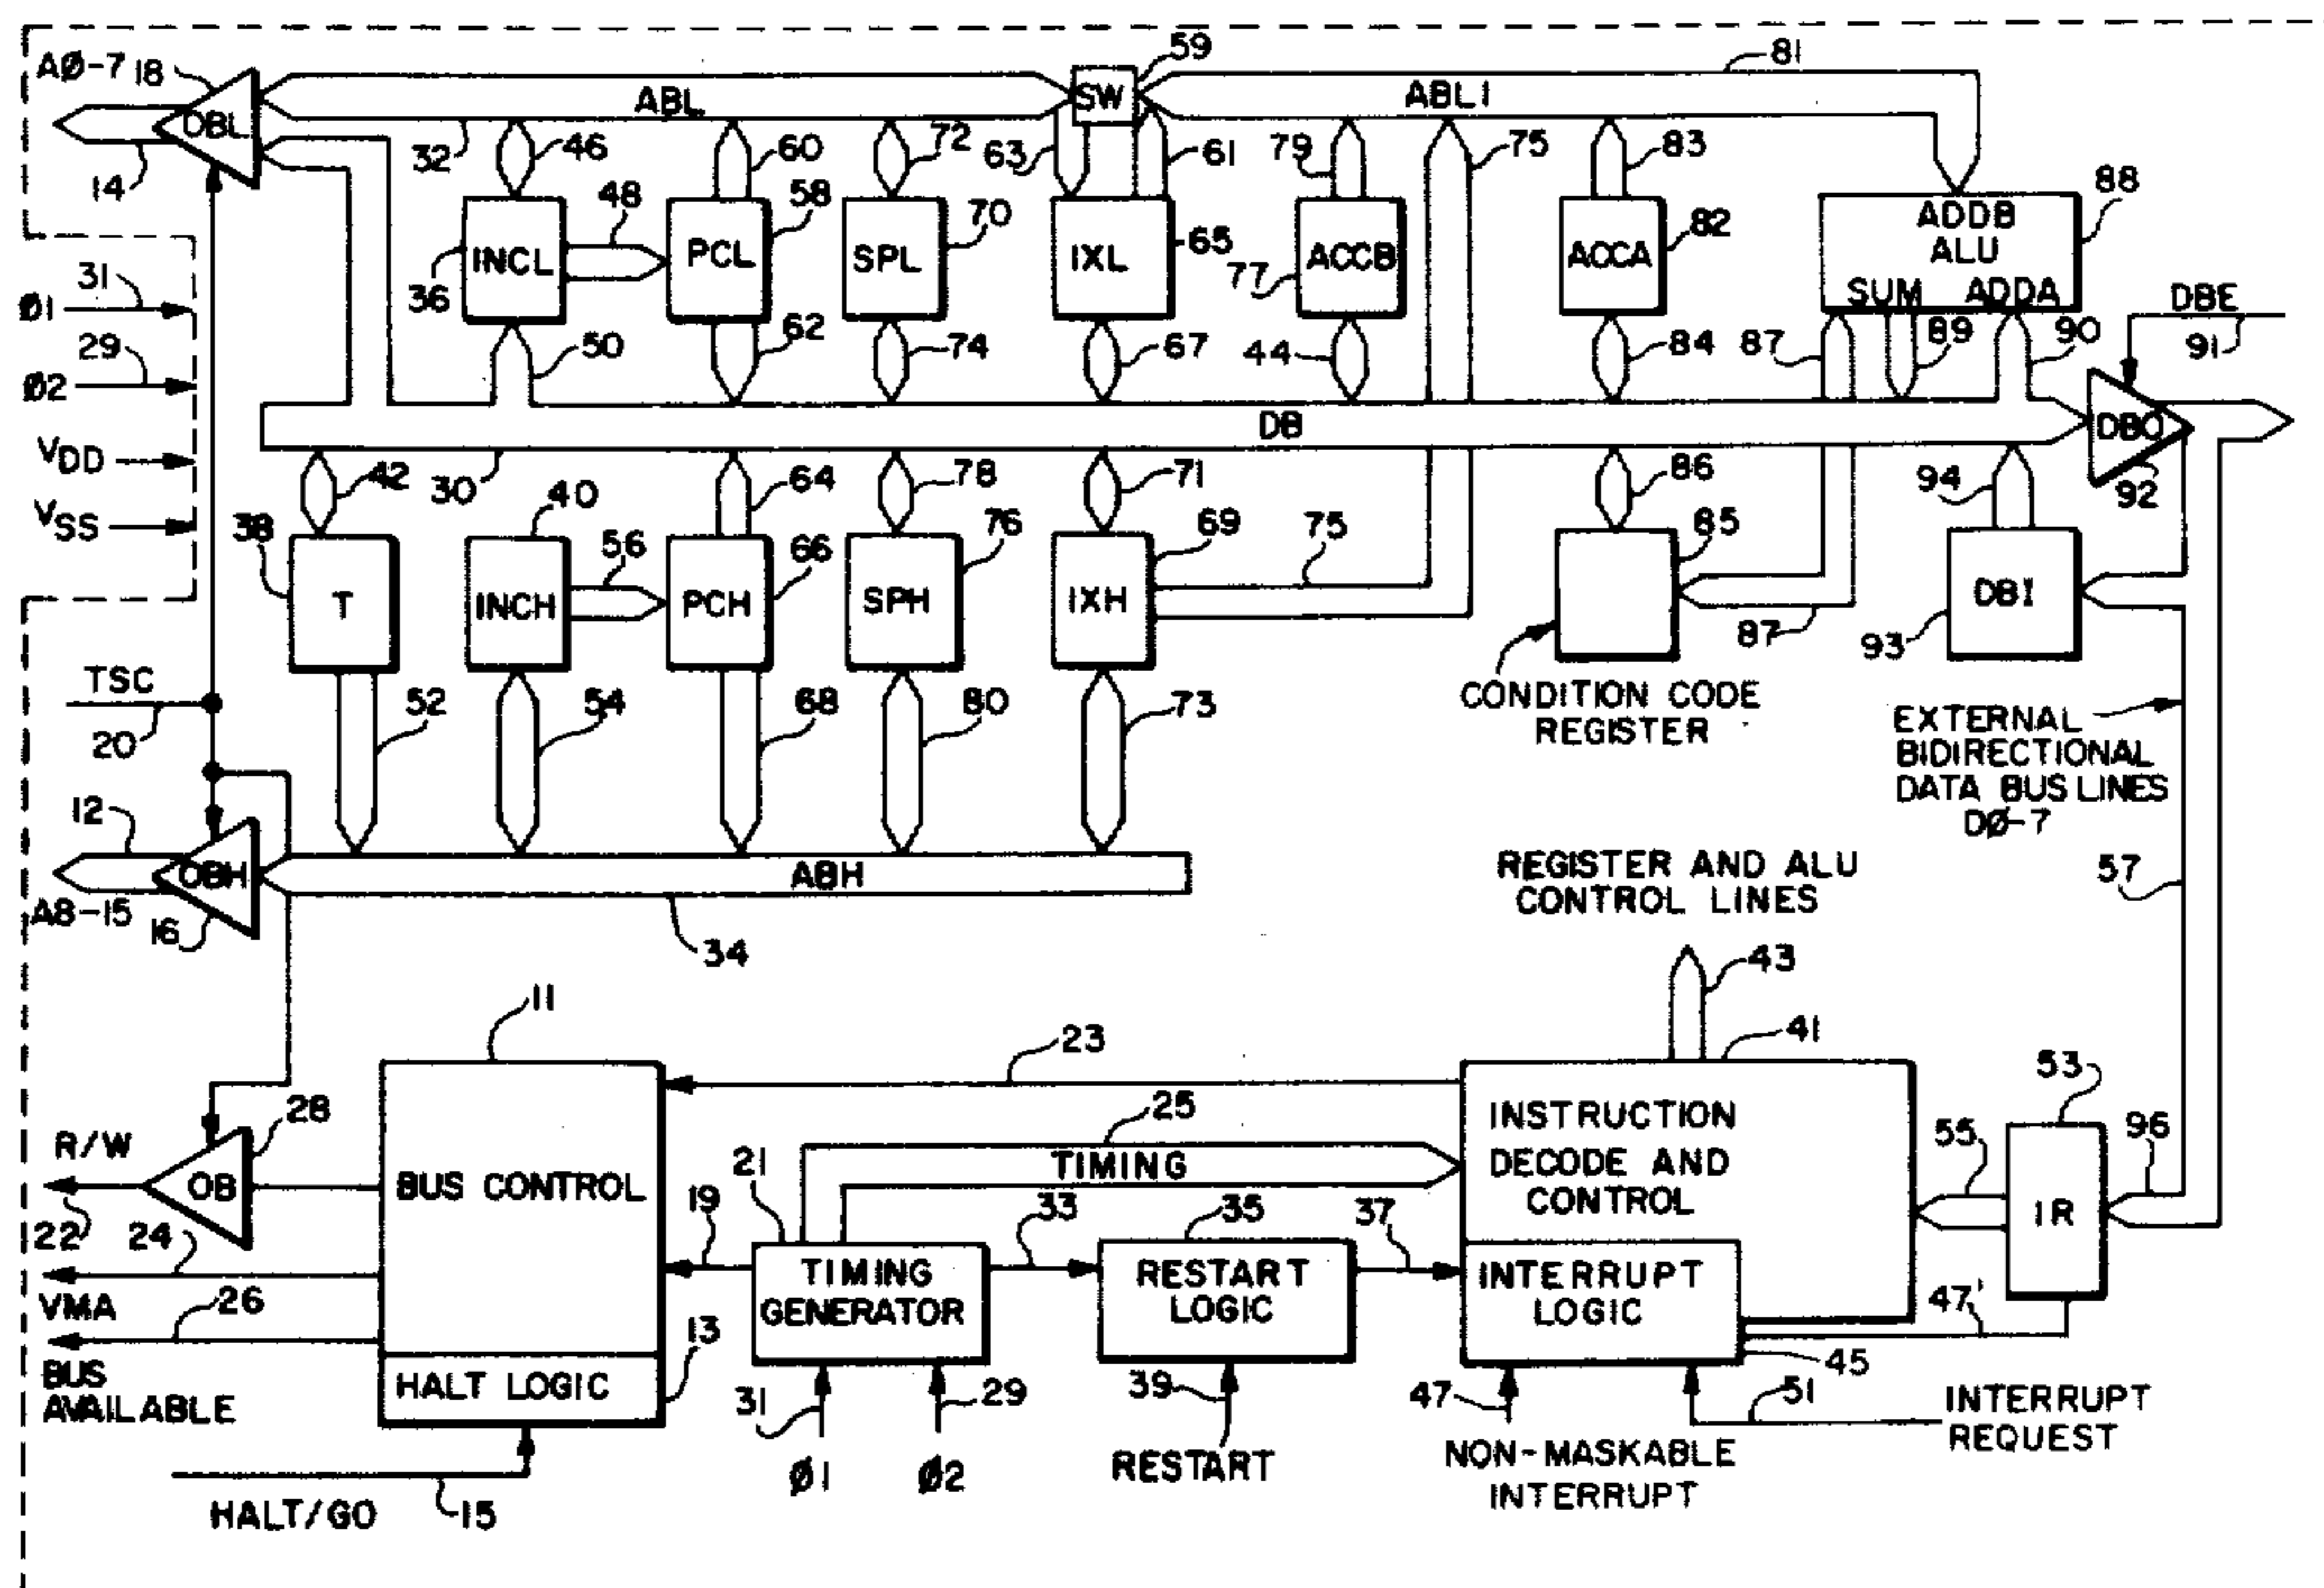 59
81
AØ-7 18
SW
ABL
ABL1
OBL
32
46
60
72
63
61
79
75
83
14
48
58
88
ADDB
ALU
31
36
INCL
PCL
SPL
70
IXL
65
77
ACCB
ACCA
82
SUM ADDA
DBE
Ø1
29
50
62
74
67
44
84
87
89
90
91
Ø2
DB
DBO
VDD
42
30
64
78
71
86
94
92
VSS
38
40
56
66
76
69
75
85
T
INCH
PCH
SPH
IXH
DBI
87
93
TSC
20
52
54
68
80
73
CONDITION CODE
REGISTER
EXTERNAL
BIDIRECTIONAL
DATA BUS LINES
DØ-7
12
OBH
ABH
REGISTER AND ALU
CONTROL LINES
57
A8-15
16
34
43
11
23
41
53
28
25
INSTRUCTION
DECODE AND
CONTROL
55
96
R/W
OB
BUS CONTROL
21
TIMING
19
33
35
37
IR
22
24
TIMING
GENERATOR
RESTART
LOGIC
INTERRUPT
LOGIC
47'
VMA
26
13
45
BUS
AVAILABLE
HALT LOGIC
31
29
39
47
51
INTERRUPT
REQUEST
Ø1
Ø2
RESTART
NON-MASKABLE
INTERRUPT
HALT/GO
15